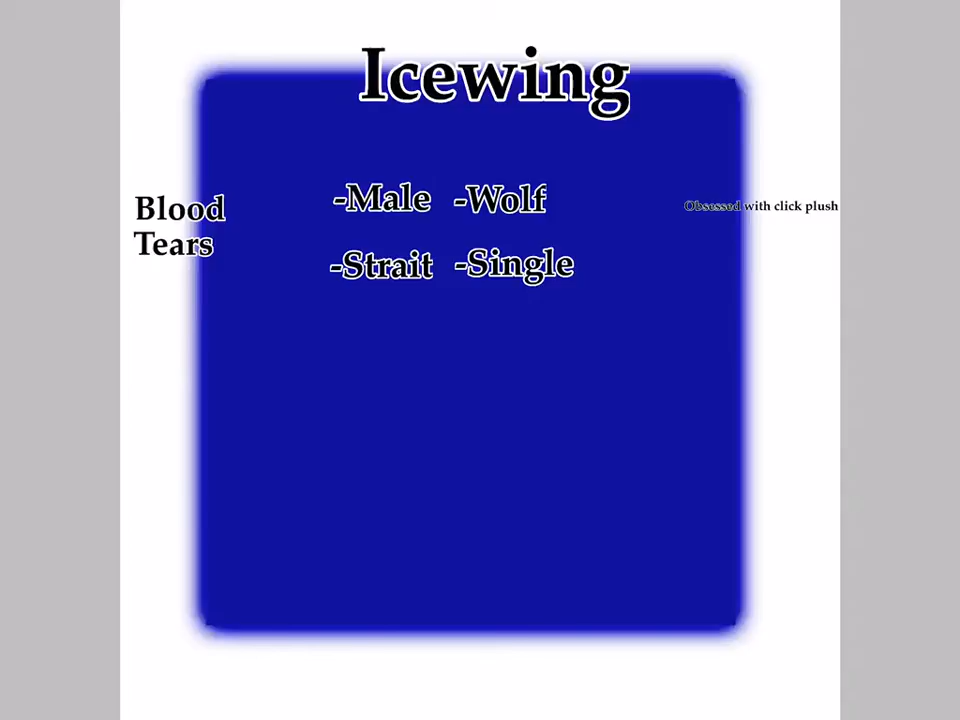 Icewing
Blood
Tears
-Male -Wolf
-Strait -Single
Obsessed with click plush